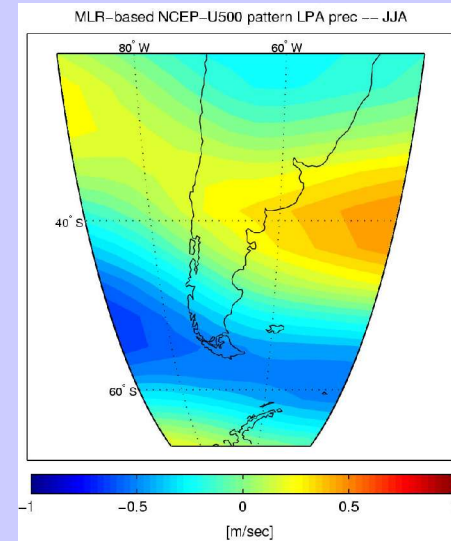 MLR-based NCEP-U500 pattern LPA prec -- JJA
80° W 60° W
40° S
60° S
-1 -0.5 0 0.5
[m/sec]